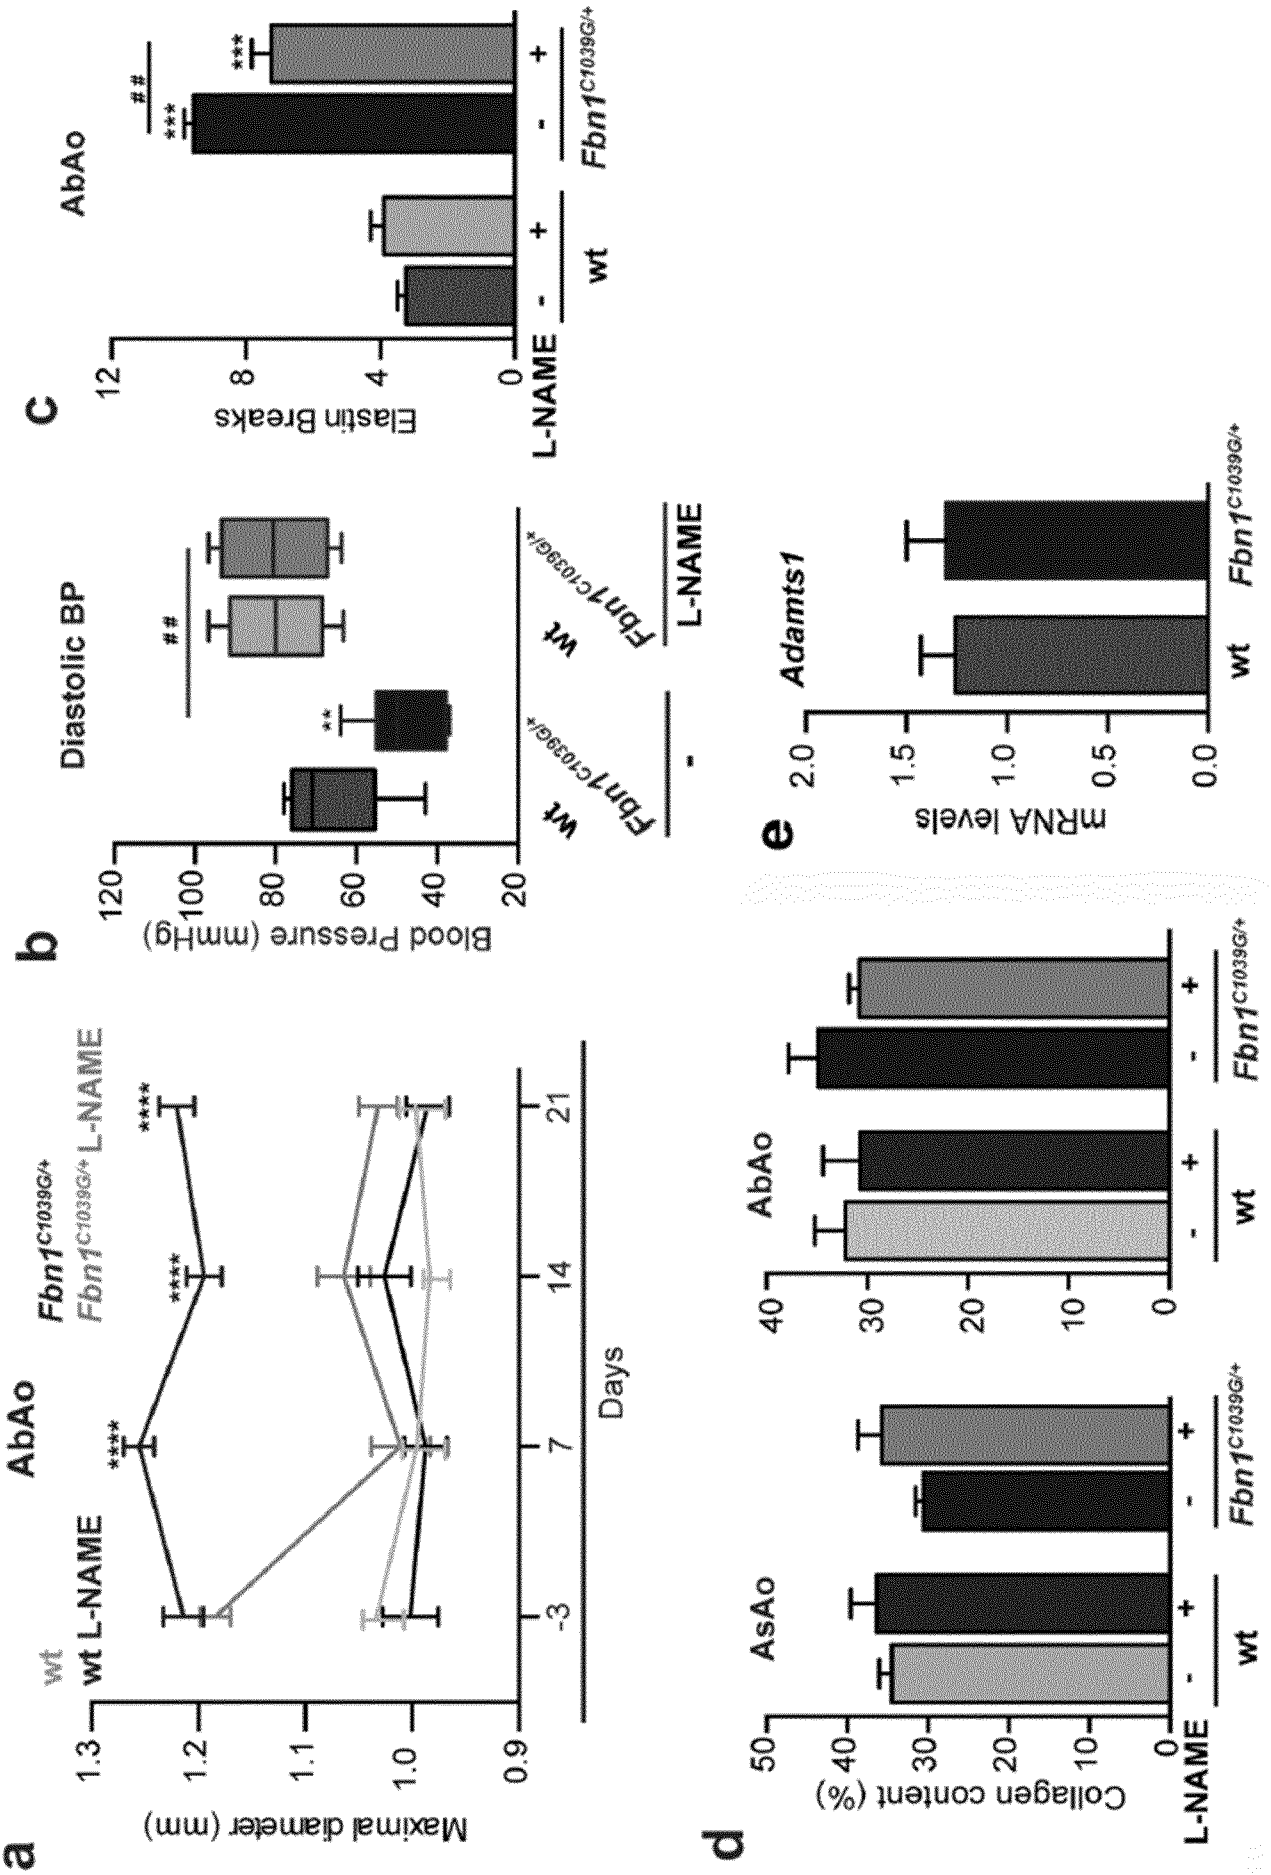 a
AbAo
wt
wt L-NAME
Fbn1C1039G/+
Fbn1C1039G/+ L-NAME
Maximal diameter (mm)
1.3
1.2
1.1
1.0
0.9
****
****
****
-3
7
14
21
Days
b
Diastolic BP
Blood Pressure (mmHg)
120
100
80
60
40
20
**
##
wt
Fbn1C1039G/+
wt
Fbn1C1039G/+
-
L-NAME
c
AbAo
Elastin Breaks
12
8
4
0
##
***
***
L-NAME
- + - +
wt
Fbn1C1039G/+
d
AsAo
Collagen content (%)
50
40
30
20
10
0
L-NAME
- + - +
wt
Fbn1C1039G/+
AbAo
40
30
20
10
0
- + - +
wt
Fbn1C1039G/+
e
Adamts1
mRNA levels
2.0
1.5
1.0
0.5
0.0
wt
Fbn1C1039G/+